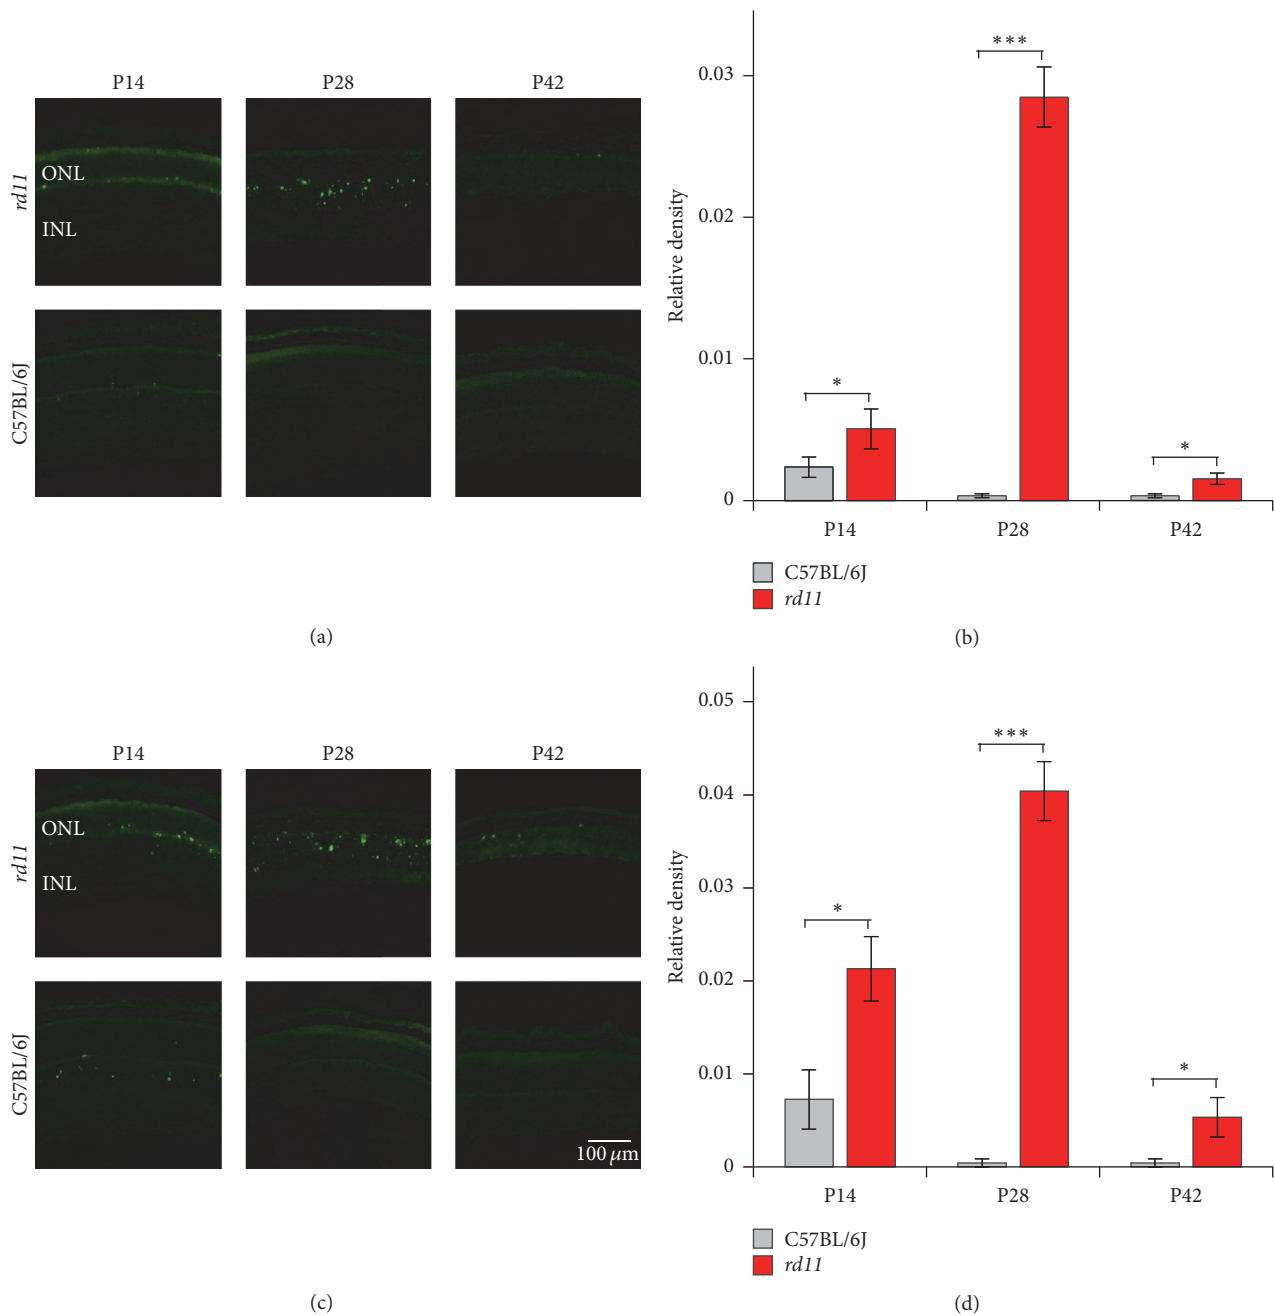 P14 P28 P42
rd11
ONL
INL
C57BL/6J
(a)
Relative density
0.03
0.02
0.01
0
***
*
*
P14 P28 P42
C57BL/6J
rd11
(b)
P14 P28 P42
rd11
ONL
INL
C57BL/6J
100 μm
(c)
Relative density
0.05
0.04
0.03
0.02
0.01
0
***
*
*
P14 P28 P42
C57BL/6J
rd11
(d)